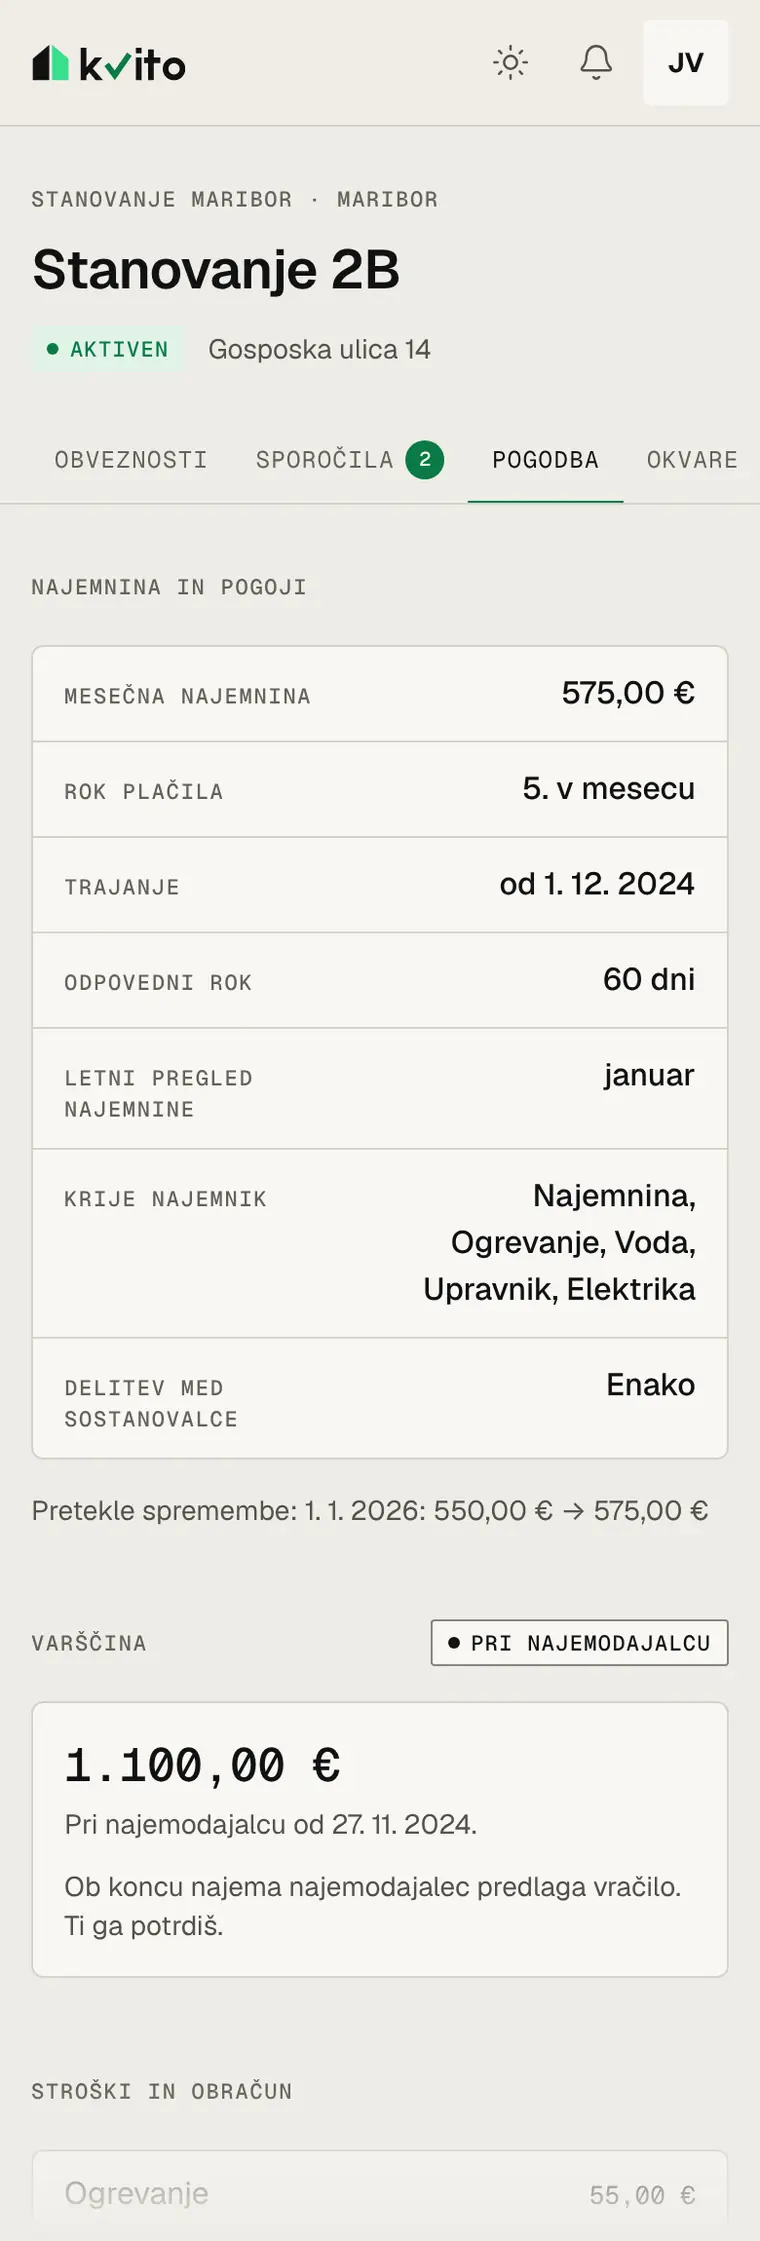 kvito
JV
STANOVANJE MARIBOR · MARIBOR
Stanovanje 2B
AKTIVEN
Gosposka ulica 14
OBVEZNOSTI
SPOROČILA 2
POGODBA
OKVARE
NAJEMNINA IN POGOJI
MESEČNA NAJEMNINA
575,00 €
ROK PLAČILA
5. v mesecu
TRAJANJE
od 1. 12. 2024
ODPOVEDNI ROK
60 dni
LETNI PREGLED
NAJEMNINE
januar
KRIJE NAJEMNIK
Najemnina,
Ogrevanje, Voda,
Upravnik, Elektrika
DELITEV MED
SOSTANOVALCE
Enako
Pretekle spremembe: 1. 1. 2026: 550,00 € → 575,00 €
VARŠČINA
PRI NAJEMODAJALCU
1.100,00 €
Pri najemodajalcu od 27. 11. 2024.
Ob koncu najema najemodajalec predlaga vračilo.
Ti ga potrdiš.
STROŠKI IN OBRAČUN
Ogrevanje
55,00 €